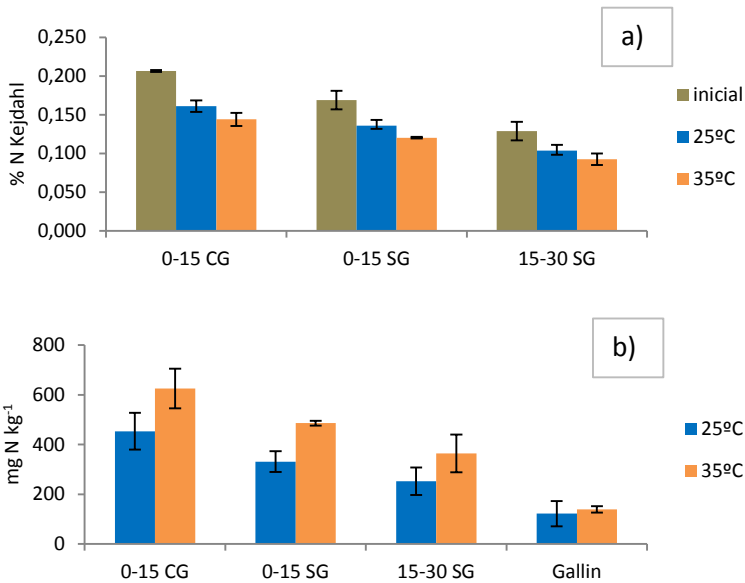 a)
0,250
0,200
0,150
0,100
0,050
0,000
% N Kejdahl
0-15 CG
0-15 SG
15-30 SG
inicial
25ºC
35ºC
b)
800
600
400
200
0
mg N kg⁻¹
0-15 CG
0-15 SG
15-30 SG
Gallin
25ºC
35ºC